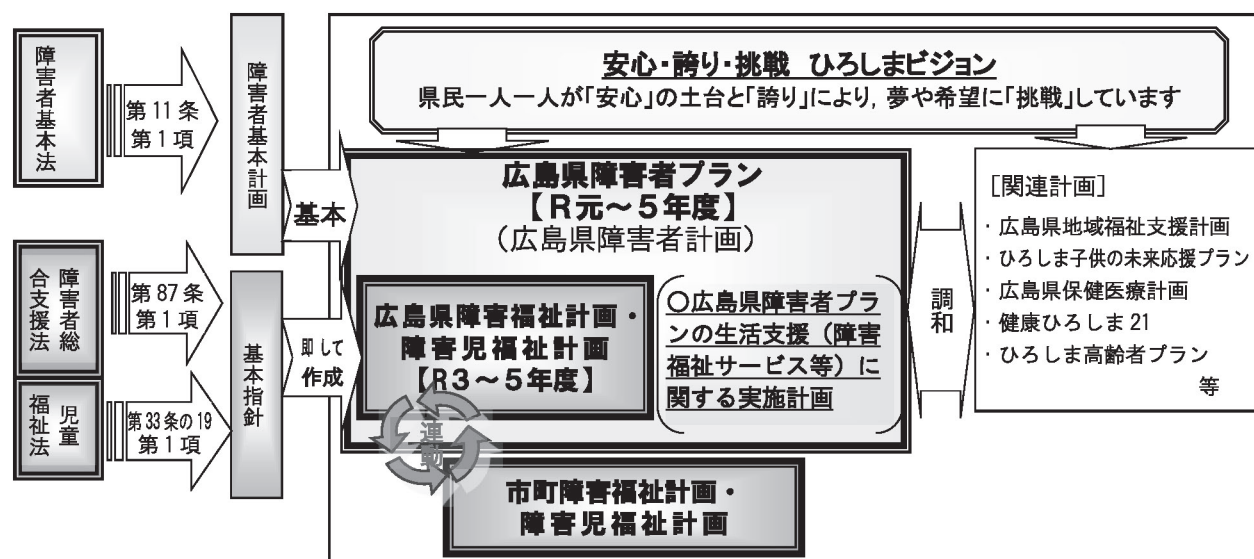 障害者基本法
第11条
第1項
障害者基本計画
安心・誇り・挑戦 ひろしまビジョン
県民一人一人が「安心」の土台と「誇り」により，夢や希望に「挑戦」しています
基本
広島県障害者プラン
【R元～5年度】
（広島県障害者計画）
[関連計画]
・広島県地域福祉支援計画
・ひろしま子供の未来応援プラン
・広島県保健医療計画
・健康ひろしま21
・ひろしま高齢者プラン
等
調和
障害者総
合支援法
第87条
第1項
児童
福祉法
第33条の19
第1項
基本指針
即して
作成
広島県障害福祉計画・
障害児福祉計画
【R3～5年度】
○広島県障害者プラ
ンの生活支援（障害
福祉サービス等）に
関する実施計画
連動
市町障害福祉計画・
障害児福祉計画